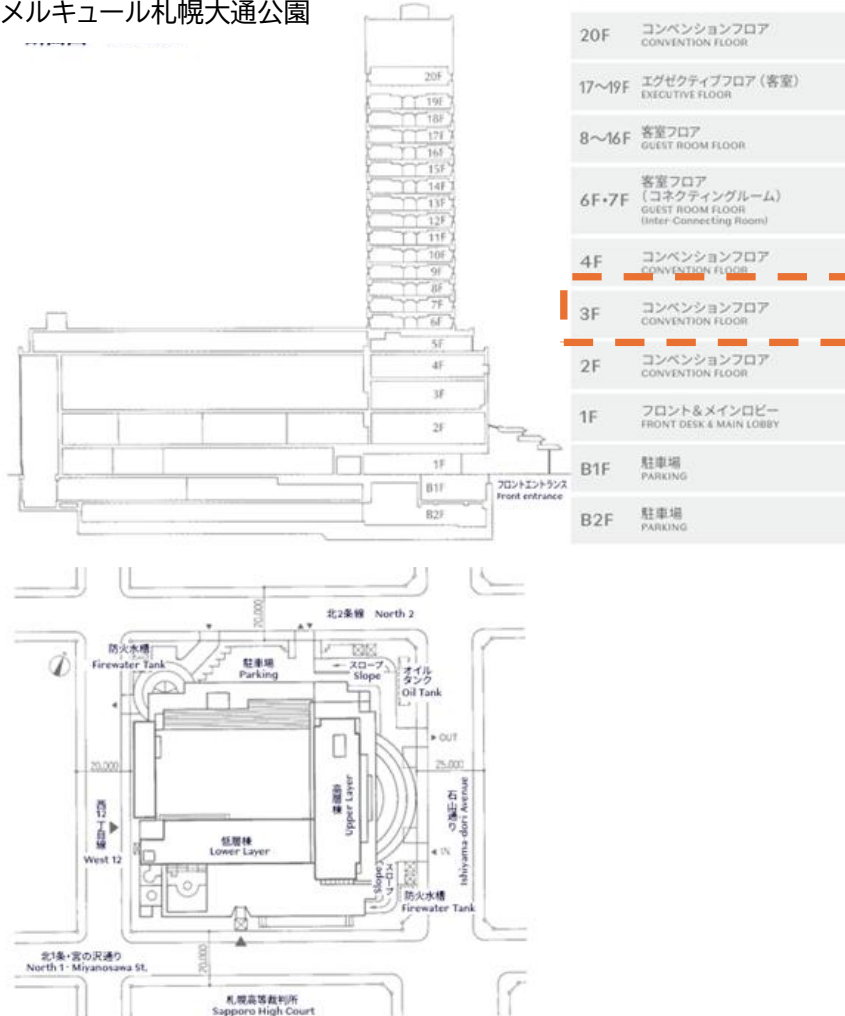 メルキュール札幌大通公園
20F
19F
18F
17F
16F
15F
14F
13F
12F
11F
10F
9F
8F
7F
6F
5F
4F
3F
2F
1F
B1F
B2F
フロントエントランス
Front entrance
20F コンベンションフロア
CONVENTION FLOOR
17〜19F エグゼクティブフロア(客室)
EXECUTIVE FLOOR
8〜16F 客室フロア
GUEST ROOM FLOOR
6F・7F 客室フロア
(コネクティングルーム)
GUEST ROOM FLOOR
(Inter-Connecting Room)
4F コンベンションフロア
CONVENTION FLOOR
3F コンベンションフロア
CONVENTION FLOOR
2F コンベンションフロア
CONVENTION FLOOR
1F フロント&メインロビー
FRONT DESK & MAIN LOBBY
B1F 駐車場
PARKING
B2F 駐車場
PARKING
北2条線 North 2
20,000
防火水槽
Firewater Tank
駐車場
Parking
スロープ
Slope
オイル
タンク
Oil Tank
OUT
20,000
25,000
西12丁目線
West 12
高層棟
Upper Layer
石山通り
Ishiyama-dori Avenue
低層棟
Lower Layer
IN
スロープ
Slope
防火水槽
Firewater Tank
北1条・宮の沢通り
North 1・Miyanosawa St.
20,000
札幌高等裁判所
Sapporo High Court